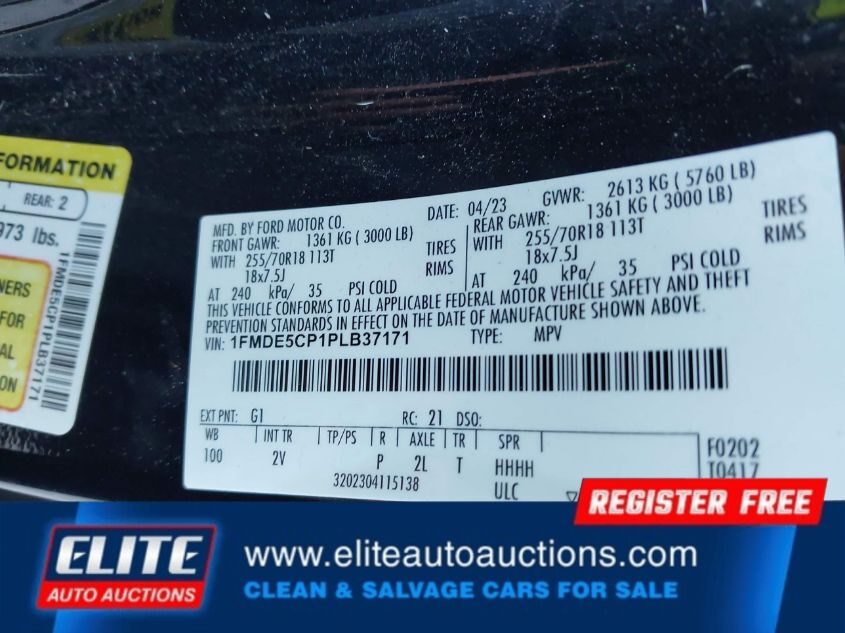 FORMATION
REAR: 2
973 lbs.
NERS
FOR
AL
ON
1FMDE5CP1PLB37171
MFD. BY FORD MOTOR CO.
DATE: 04/23
GVWR: 2613 KG ( 5760 LB)
FRONT GAWR: 1361 KG ( 3000 LB)
REAR GAWR: 1361 KG ( 3000 LB)
WITH 255/70R18 113T TIRES
WITH 255/70R18 113T TIRES
18x7.5J RIMS
18x7.5J RIMS
AT 240 kPa/ 35 PSI COLD
AT 240 kPa/ 35 PSI COLD
THIS VEHICLE CONFORMS TO ALL APPLICABLE FEDERAL MOTOR VEHICLE SAFETY AND THEFT
PREVENTION STANDARDS IN EFFECT ON THE DATE OF MANUFACTURE SHOWN ABOVE.
VIN: 1FMDE5CP1PLB37171 TYPE: MPV
EXT PNT: G1 RC: 21 DSO:
WB INT TR TP/PS R AXLE TR SPR
100 2V P 2L T HHHH
F0202
T0417
3202304115138 ULC
REGISTER FREE
ELITE
AUTO AUCTIONS
www.eliteautoauctions.com
CLEAN & SALVAGE CARS FOR SALE